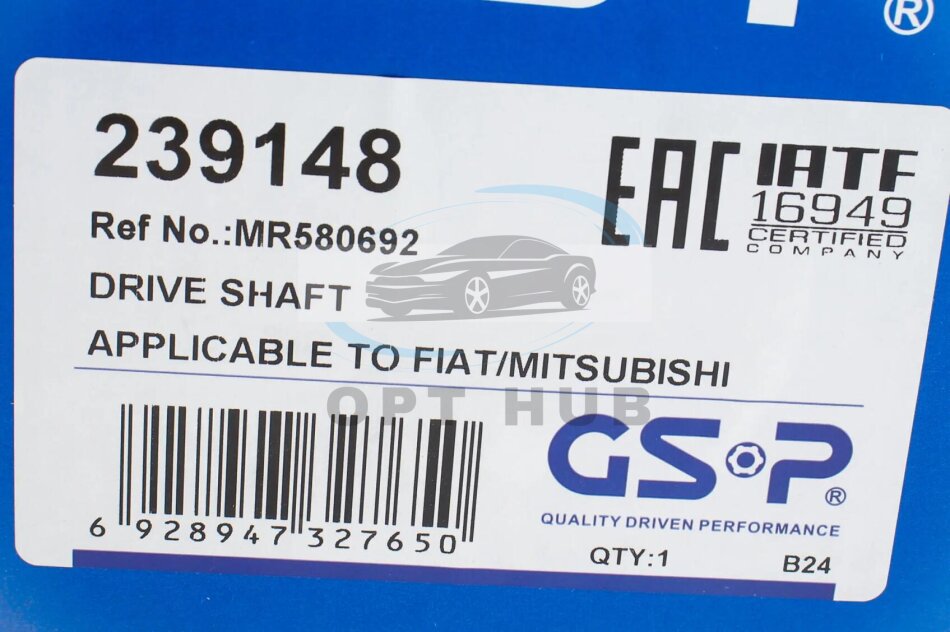 ®
239148
EAC
IATF
16949
CERTIFIED
COMPANY
Ref No.:MR580692
DRIVE SHAFT
APPLICABLE TO FIAT/MITSUBISHI
OPT HUB
GSP®
QUALITY DRIVEN PERFORMANCE
6 928947 327650
QTY:1
B24